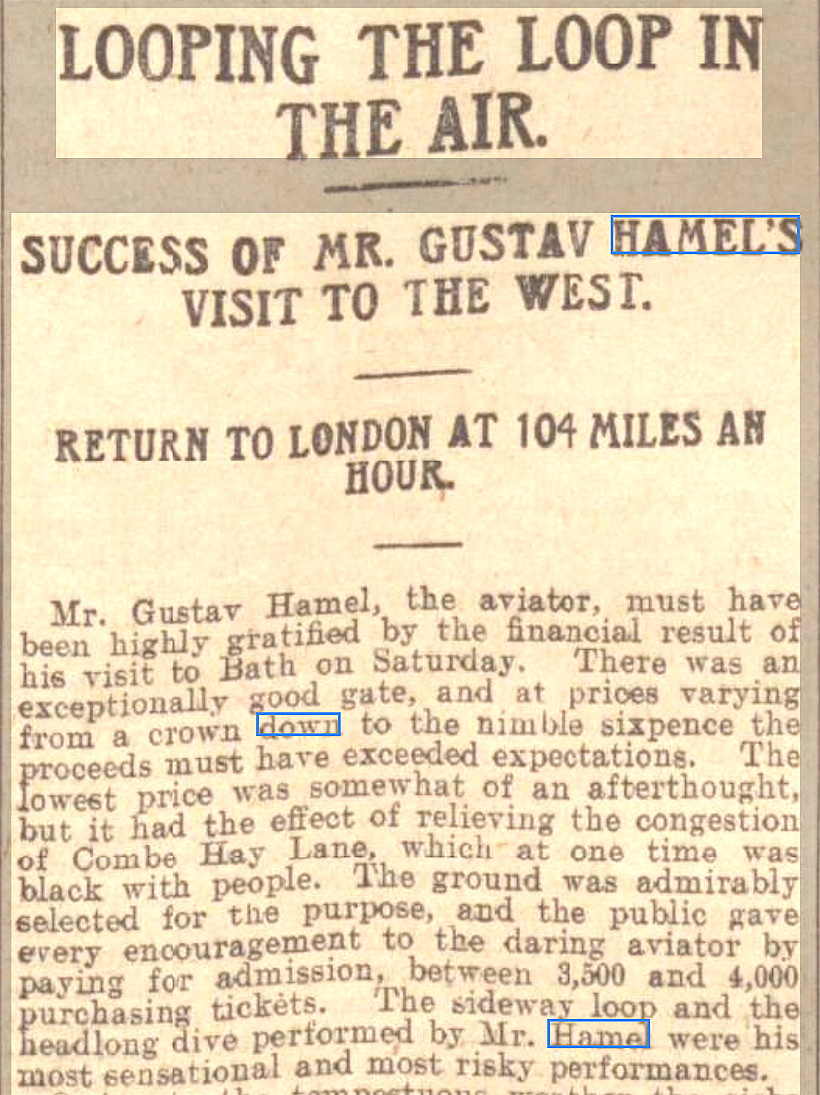 LOOPING THE LOOP IN
THE AIR.
SUCCESS OF MR. GUSTAV HAMEL'S
VISIT TO THE WEST.
RETURN TO LONDON AT 104 MILES AN
HOUR.
Mr. Gustav Hamel, the aviator, must have
been highly gratified by the financial result of
his visit to Bath on Saturday. There was an
exceptionally good gate, and at prices varying
from a crown down to the nimble sixpence the
proceeds must have exceeded expectations. The
lowest price was somewhat of an afterthought,
but it had the effect of relieving the congestion
of Combe Hay Lane, which at one time was
black with people. The ground was admirably
selected for the purpose, and the public gave
every encouragement to the daring aviator by
paying for admission, between 3,500 and 4,000
purchasing tickets. The sideway loop and the
headlong dive performed by Mr. Hamel were his
most sensational and most risky performances.
the tempestuous weather the